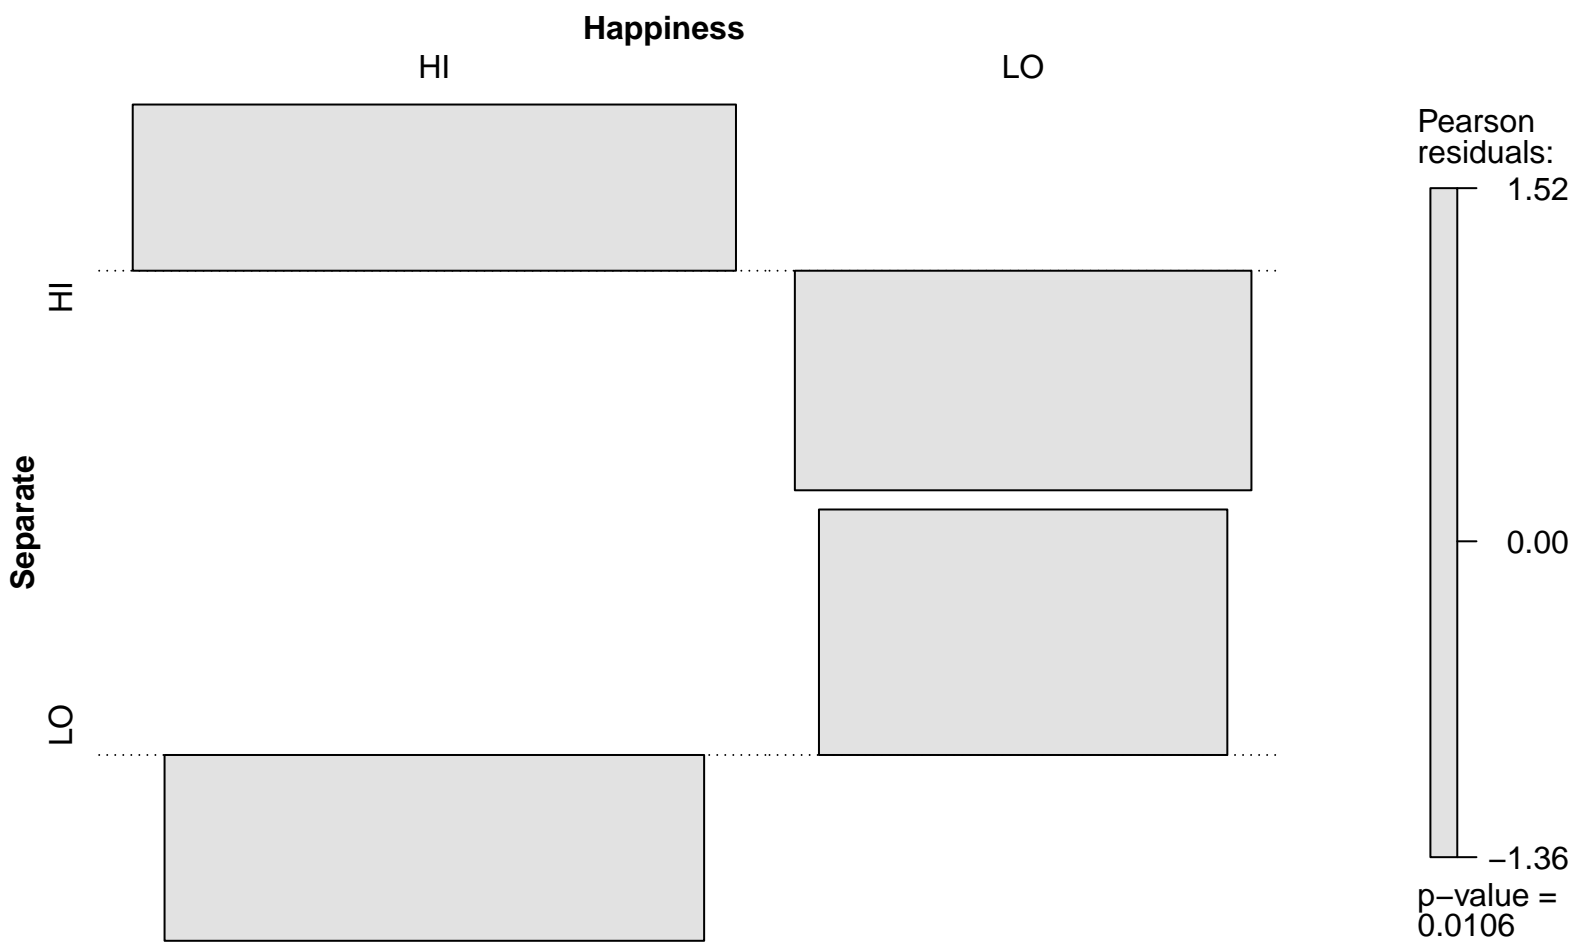 Happiness
HI
LO
HI
Separate
LO
Pearson
residuals:
1.52
0.00
−1.36
p−value =
0.0106